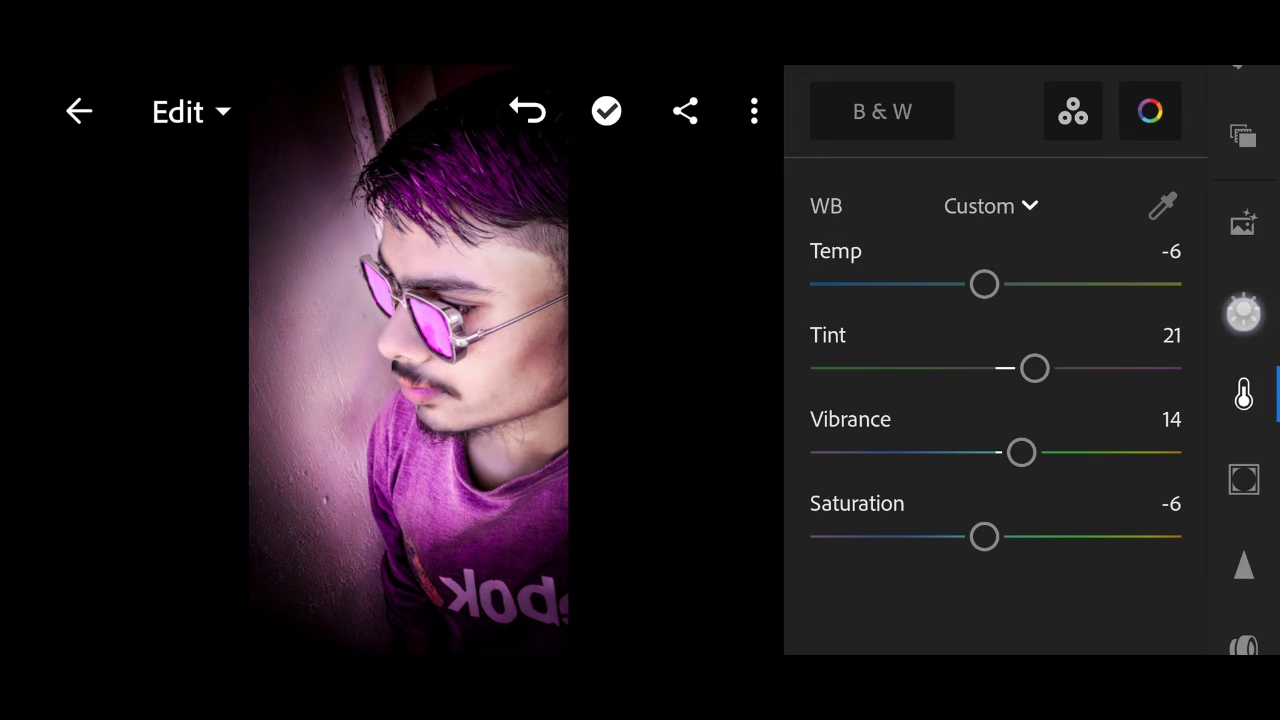 Edit
B & W
WB Custom
Temp -6
Tint 21
Vibrance 14
Saturation -6